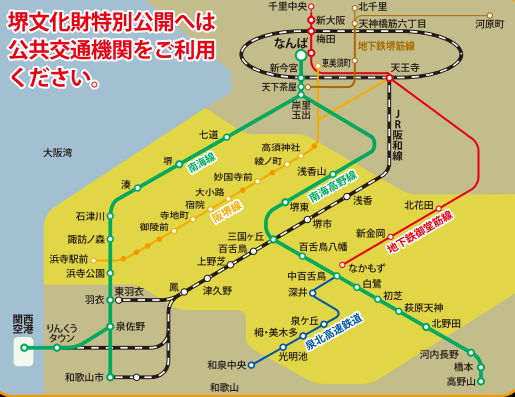 堺文化財特別公開へは
公共交通機関をご利用
ください。
千里中央
北千里
新大阪
天神橋筋六丁目
河原町
梅田
地下鉄堺筋線
なんば
恵美須町
天王寺
新今宮
天下茶屋
岸里
玉出
JR阪和線
七道
南海線
高須神社
綾ノ町
大阪湾
堺
妙国寺前
浅香山
大小路
南海高野線
湊
宿院
阪堺線
堺東
浅香
北花田
石津川
寺地町
堺市
地下鉄御堂筋線
御陵前
三国ヶ丘
新金岡
諏訪ノ森
百舌鳥
百舌鳥八幡
浜寺駅前
上野芝
なかもず
浜寺公園
中百舌鳥
白鷺
鳳
津久野
深井
初芝
羽衣
東羽衣
萩原天神
関西
空港
りんくう
タウン
泉佐野
泉ケ丘
泉北高速鉄道
北野田
栂・美木多
光明池
河内長野
和泉中央
橋本
和歌山市
和歌山
高野山